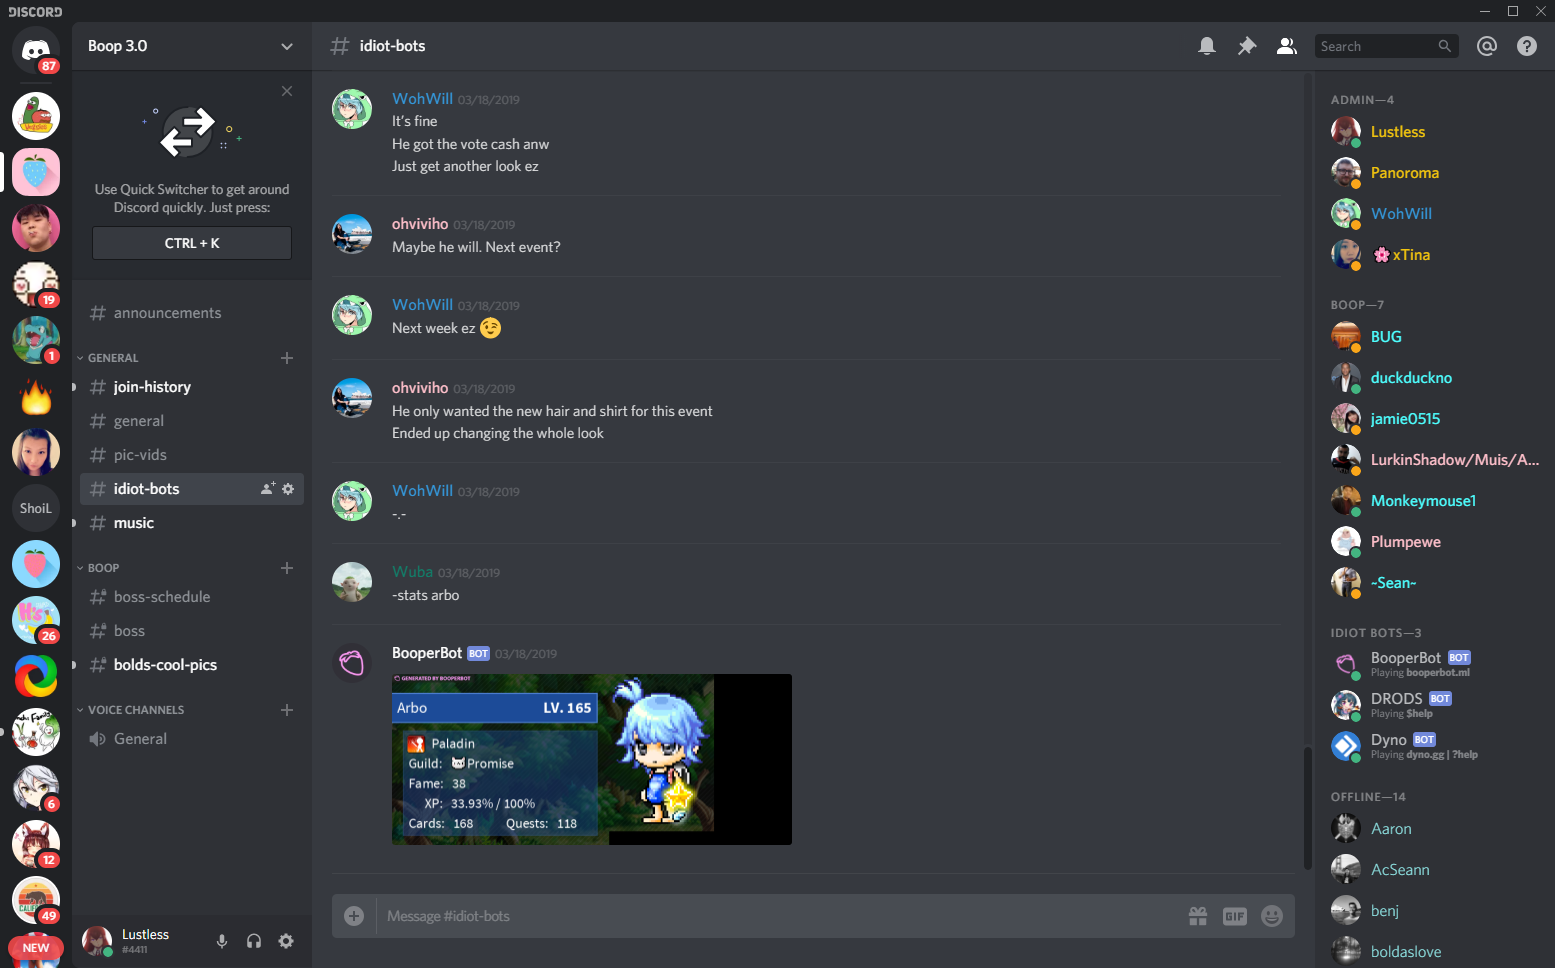 DISCORD
87
19
1
ShoiL
26
6
12
49
NEW
Boop 3.0
Use Quick Switcher to get around
Discord quickly. Just press:
CTRL + K
announcements
GENERAL
join-history
general
pic-vids
idiot-bots
music
BOOP
boss-schedule
boss
bolds-cool-pics
VOICE CHANNELS
General
Lustless
#4411
idiot-bots
Search
WohWill 03/18/2019
It's fine
He got the vote cash anw
Just get another look ez
ohviviho 03/18/2019
Maybe he will. Next event?
WohWill 03/18/2019
Next week ez 😉
ohviviho 03/18/2019
He only wanted the new hair and shirt for this event
Ended up changing the whole look
WohWill 03/18/2019
-.-
Wuba 03/18/2019
-stats arbo
BooperBot BOT 03/18/2019
GENERATED BY BOOPERBOT
Arbo LV. 165
Paladin
Guild: Promise
Fame: 38
XP: 33.93% / 100%
Cards: 168 Quests: 118
Message #idiot-bots
GIF
ADMIN—4
Lustless
Panoroma
WohWill
🌸xTina
BOOP—7
BUG
duckduckno
jamie0515
LurkinShadow/Muis/A...
Monkeymouse1
Plumpewe
~Sean~
IDIOT BOTS—3
BooperBot BOT
Playing booperbot.ml
DRODS BOT
Playing $help
Dyno BOT
Playing dyno.gg | ?help
OFFLINE—14
Aaron
AcSeann
benj
boldaslove